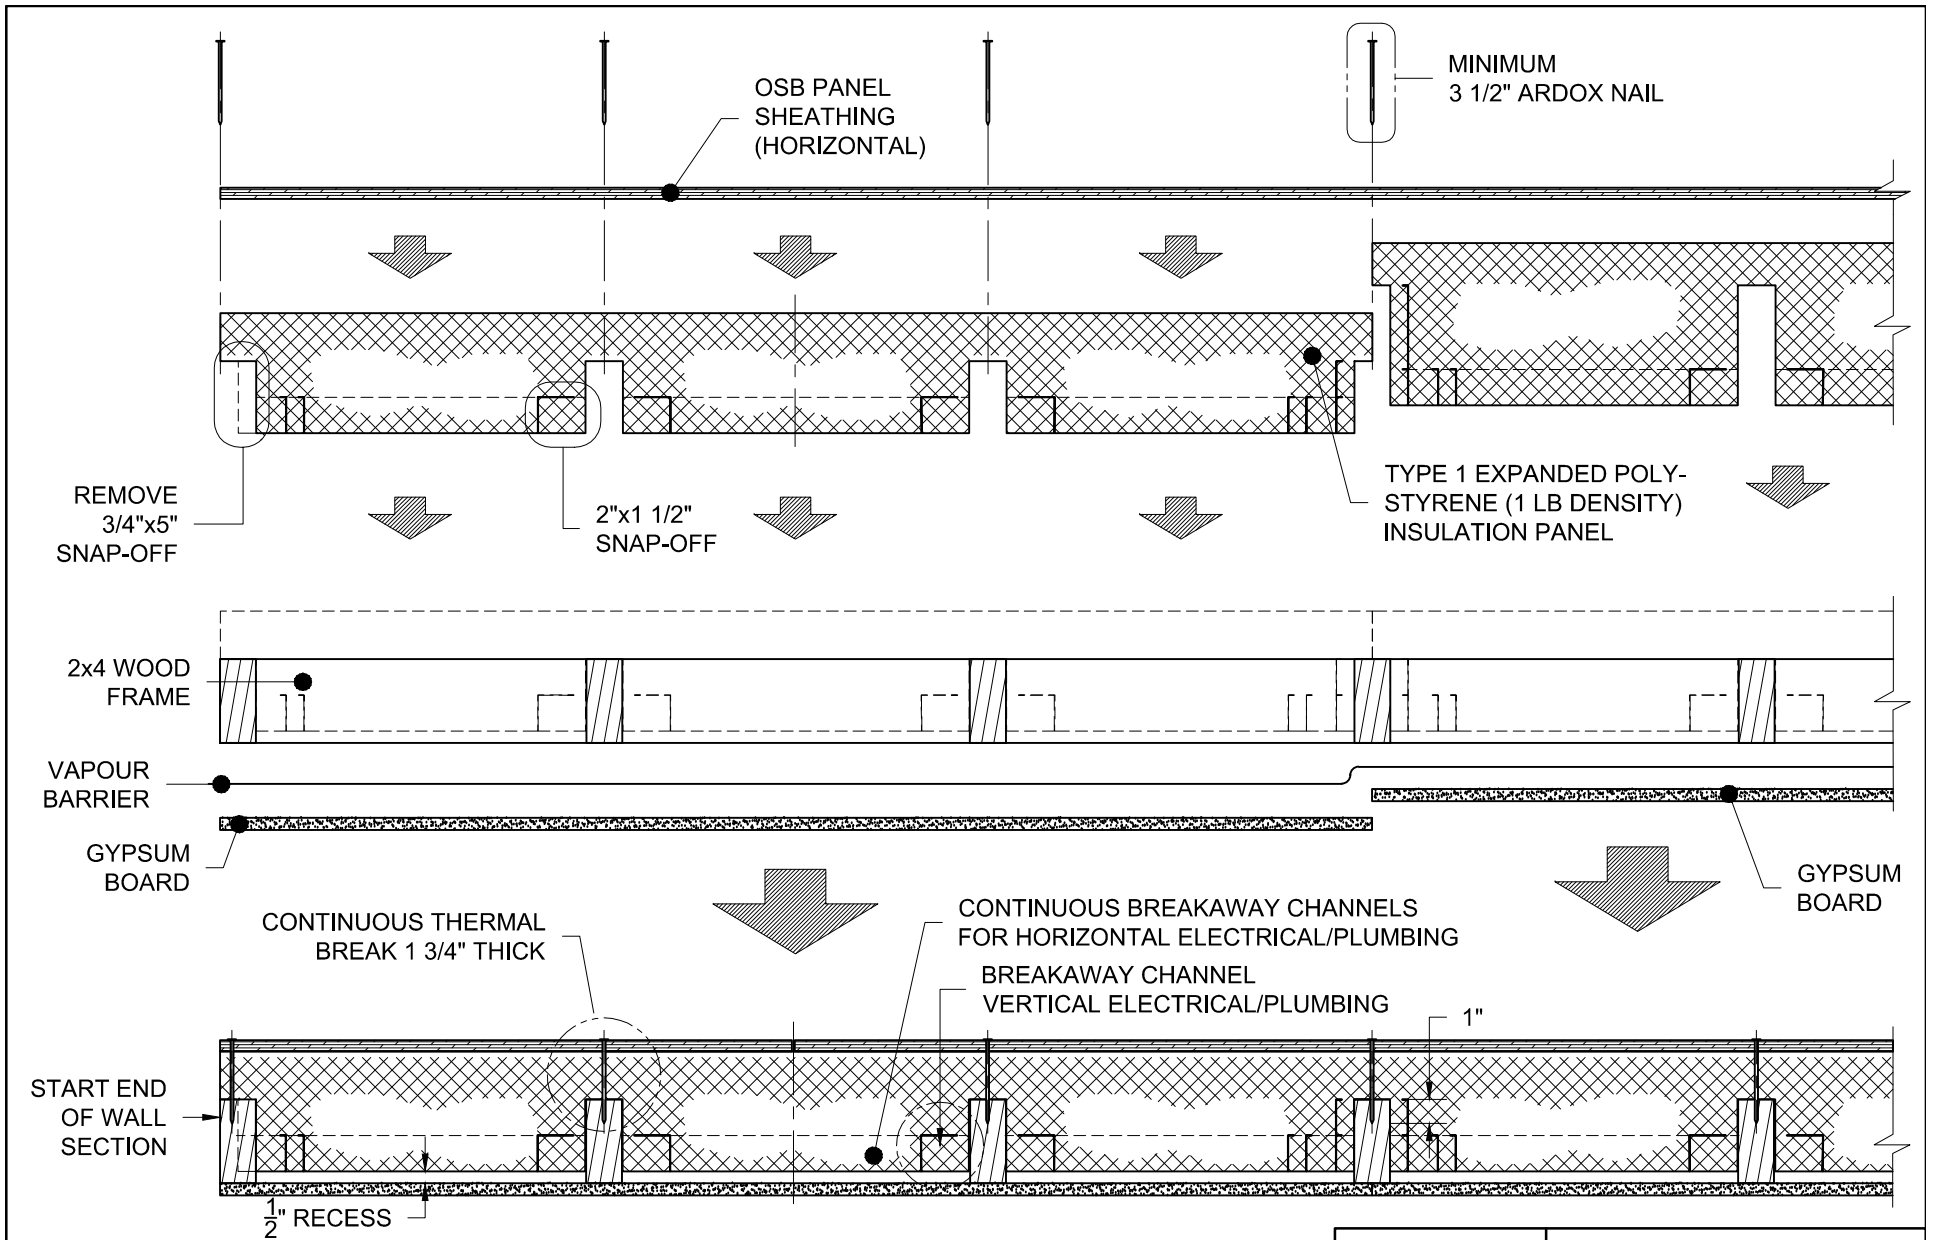 OSB PANEL
SHEATHING
(HORIZONTAL)
MINIMUM
3 1/2" ARDOX NAIL
REMOVE
3/4"x5"
SNAP-OFF
2"x1 1/2"
SNAP-OFF
TYPE 1 EXPANDED POLY-
STYRENE (1 LB DENSITY)
INSULATION PANEL
2x4 WOOD
FRAME
VAPOUR
BARRIER
GYPSUM
BOARD
GYPSUM
BOARD
CONTINUOUS THERMAL
BREAK 1 3/4" THICK
CONTINUOUS BREAKAWAY CHANNELS
FOR HORIZONTAL ELECTRICAL/PLUMBING
BREAKAWAY CHANNEL
VERTICAL ELECTRICAL/PLUMBING
1"
START END
OF WALL
SECTION
1/2" RECESS